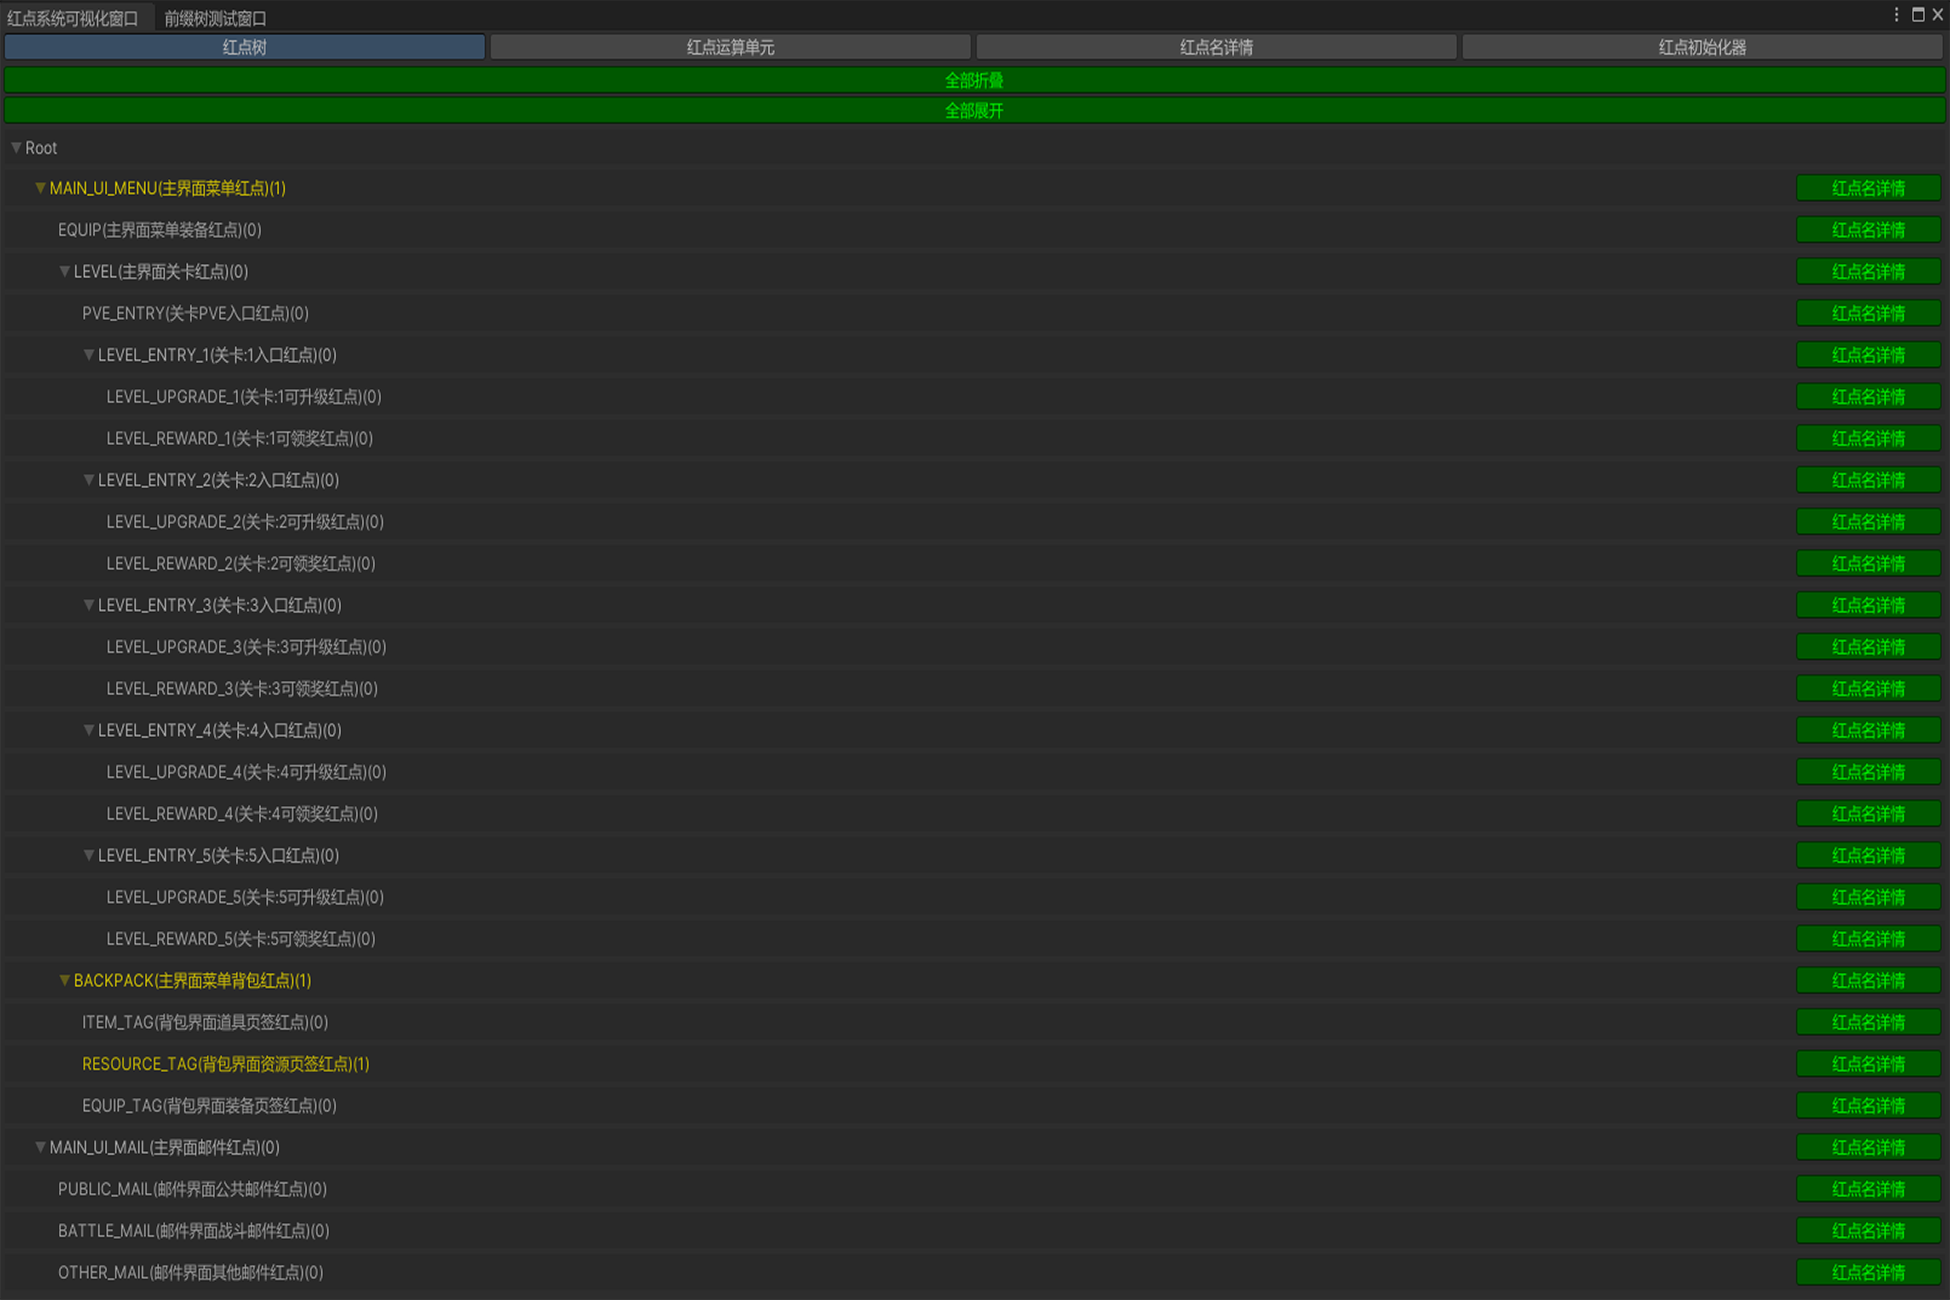 红点系统可视化窗口 前缀树测试窗口
红点树 红点运算单元 红点名详情 红点初始化器
全部折叠
全部展开
Root
MAIN_UI_MENU(主界面菜单红点)(1) 红点名详情
EQUIP(主界面菜单装备红点)(0) 红点名详情
LEVEL(主界面关卡红点)(0) 红点名详情
PVE_ENTRY(关卡PVE入口红点)(0) 红点名详情
LEVEL_ENTRY_1(关卡:1入口红点)(0) 红点名详情
LEVEL_UPGRADE_1(关卡:1可升级红点)(0) 红点名详情
LEVEL_REWARD_1(关卡:1可领奖红点)(0) 红点名详情
LEVEL_ENTRY_2(关卡:2入口红点)(0) 红点名详情
LEVEL_UPGRADE_2(关卡:2可升级红点)(0) 红点名详情
LEVEL_REWARD_2(关卡:2可领奖红点)(0) 红点名详情
LEVEL_ENTRY_3(关卡:3入口红点)(0) 红点名详情
LEVEL_UPGRADE_3(关卡:3可升级红点)(0) 红点名详情
LEVEL_REWARD_3(关卡:3可领奖红点)(0) 红点名详情
LEVEL_ENTRY_4(关卡:4入口红点)(0) 红点名详情
LEVEL_UPGRADE_4(关卡:4可升级红点)(0) 红点名详情
LEVEL_REWARD_4(关卡:4可领奖红点)(0) 红点名详情
LEVEL_ENTRY_5(关卡:5入口红点)(0) 红点名详情
LEVEL_UPGRADE_5(关卡:5可升级红点)(0) 红点名详情
LEVEL_REWARD_5(关卡:5可领奖红点)(0) 红点名详情
BACKPACK(主界面菜单背包红点)(1) 红点名详情
ITEM_TAG(背包界面道具页签红点)(0) 红点名详情
RESOURCE_TAG(背包界面资源页签红点)(1) 红点名详情
EQUIP_TAG(背包界面装备页签红点)(0) 红点名详情
MAIN_UI_MAIL(主界面邮件红点)(0) 红点名详情
PUBLIC_MAIL(邮件界面公共邮件红点)(0) 红点名详情
BATTLE_MAIL(邮件界面战斗邮件红点)(0) 红点名详情
OTHER_MAIL(邮件界面其他邮件红点)(0) 红点名详情